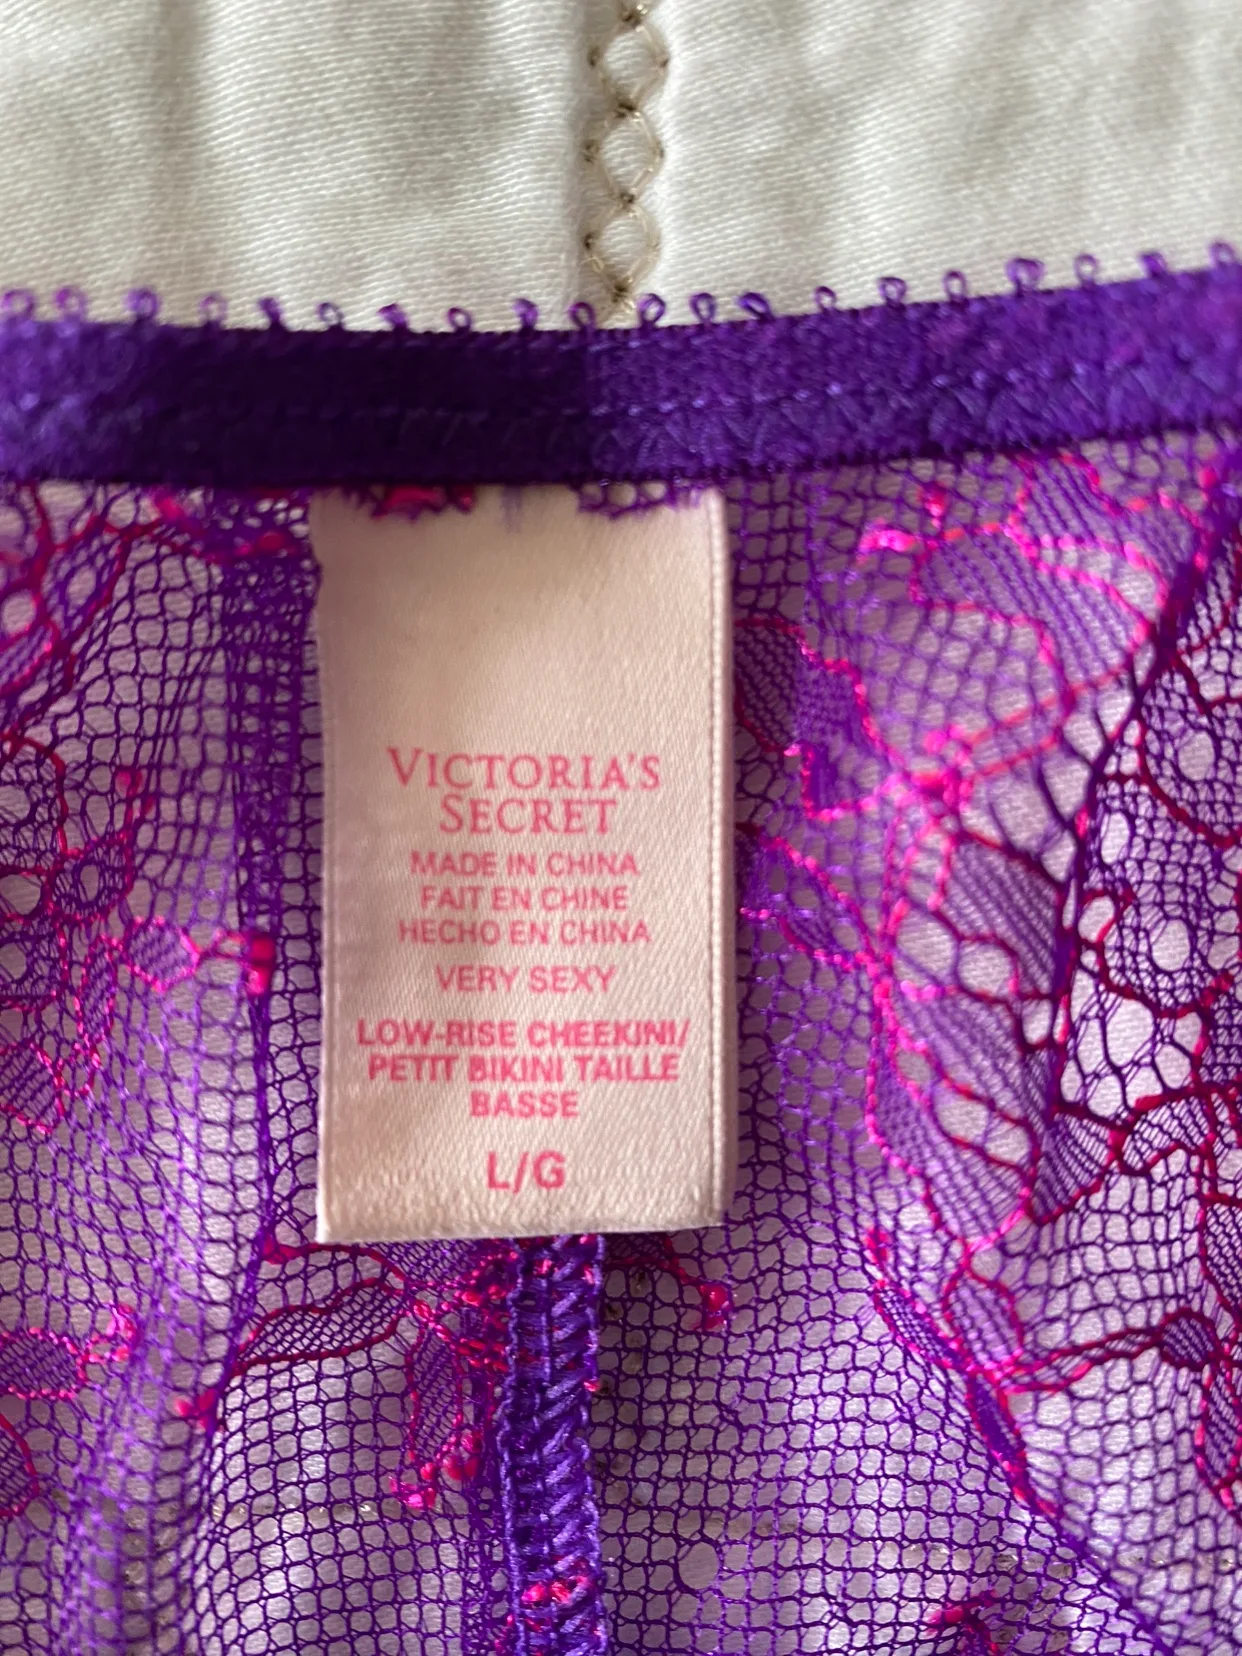 VICTORIA'S
SECRET
MADE IN CHINA
FAIT EN CHINE
HECHO EN CHINA
VERY SEXY
LOW-RISE CHEEKINI/
PETIT BIKINI TAILLE
BASSE
L/G